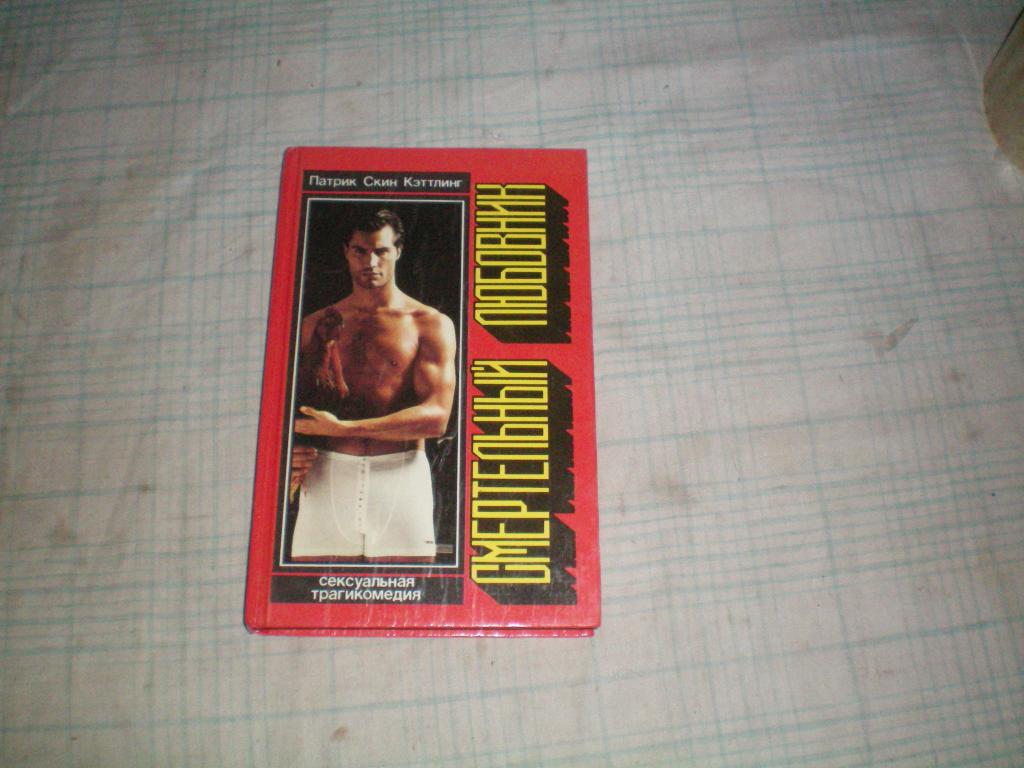 Патрик Скин Кэттлинг
СМЕРТЕЛЬНЫЙ ЛЮБОВНИК
сексуальная
трагикомедия